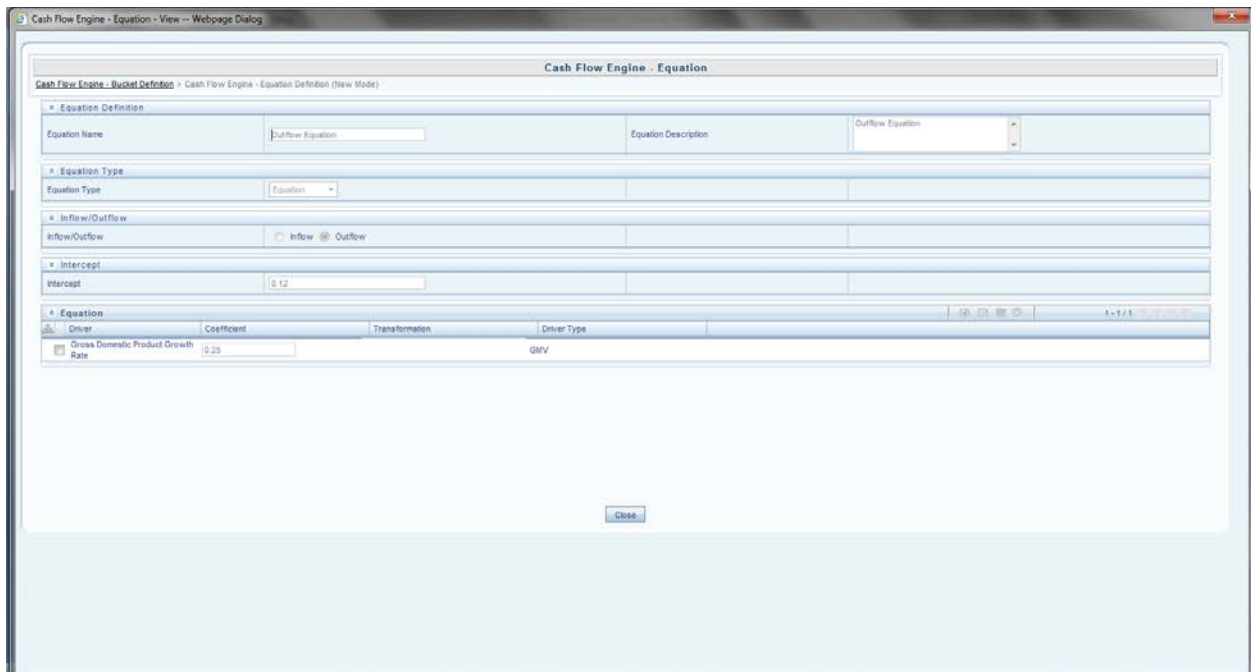 Cash Flow Engine - Equation - View -- Webpage Dialog
Cash Flow Engine - Equation
Cash Flow Engine - Bucket Definition > Cash Flow Engine - Equation Definition (New Mode)
Equation Definition
Equation Name Outflow Equation Equation Description Outflow Equation
Equation Type
Equation Type Equation
Inflow/Outflow
Inflow/Outflow Inflow Outflow
Intercept
Intercept 0.12
Equation 1 - 1 / 1
Driver Coefficient Transformation Driver Type
Gross Domestic Product Growth Rate 0.25 GMV
Close